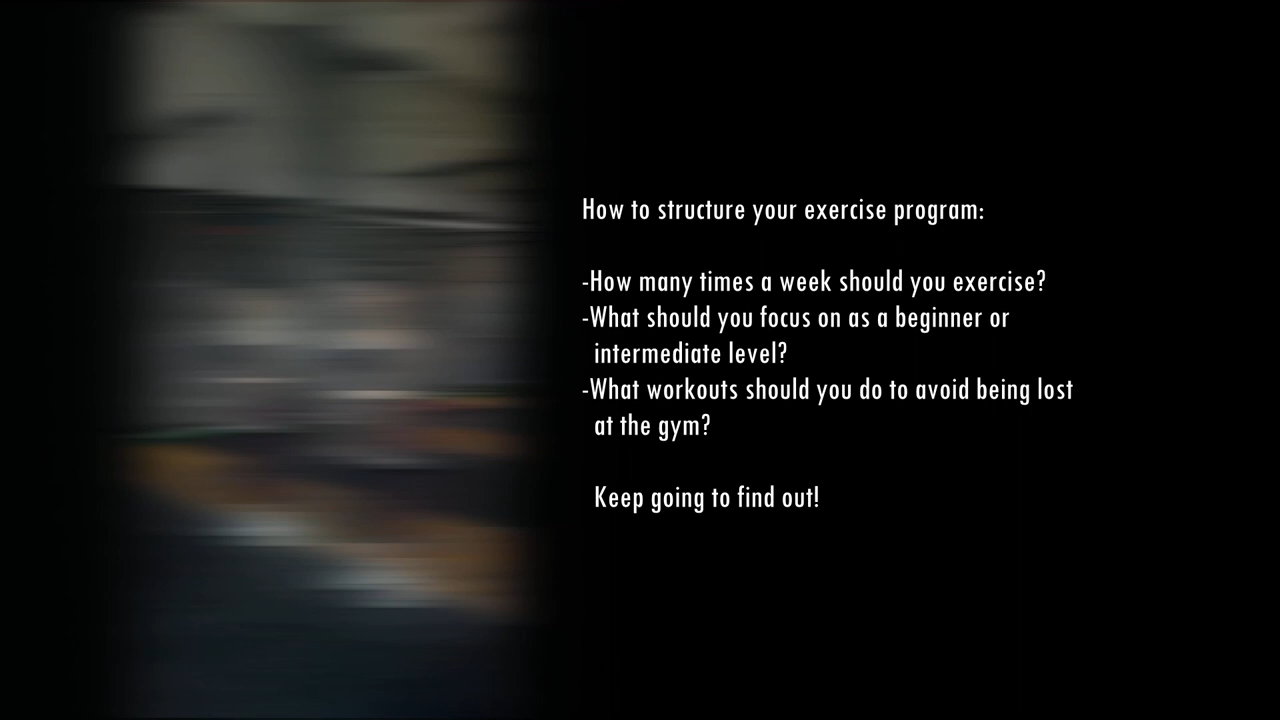 How to structure your exercise program:
-How many times a week should you exercise?
-What should you focus on as a beginner or
intermediate level?
-What workouts should you do to avoid being lost
at the gym?
Keep going to find out!